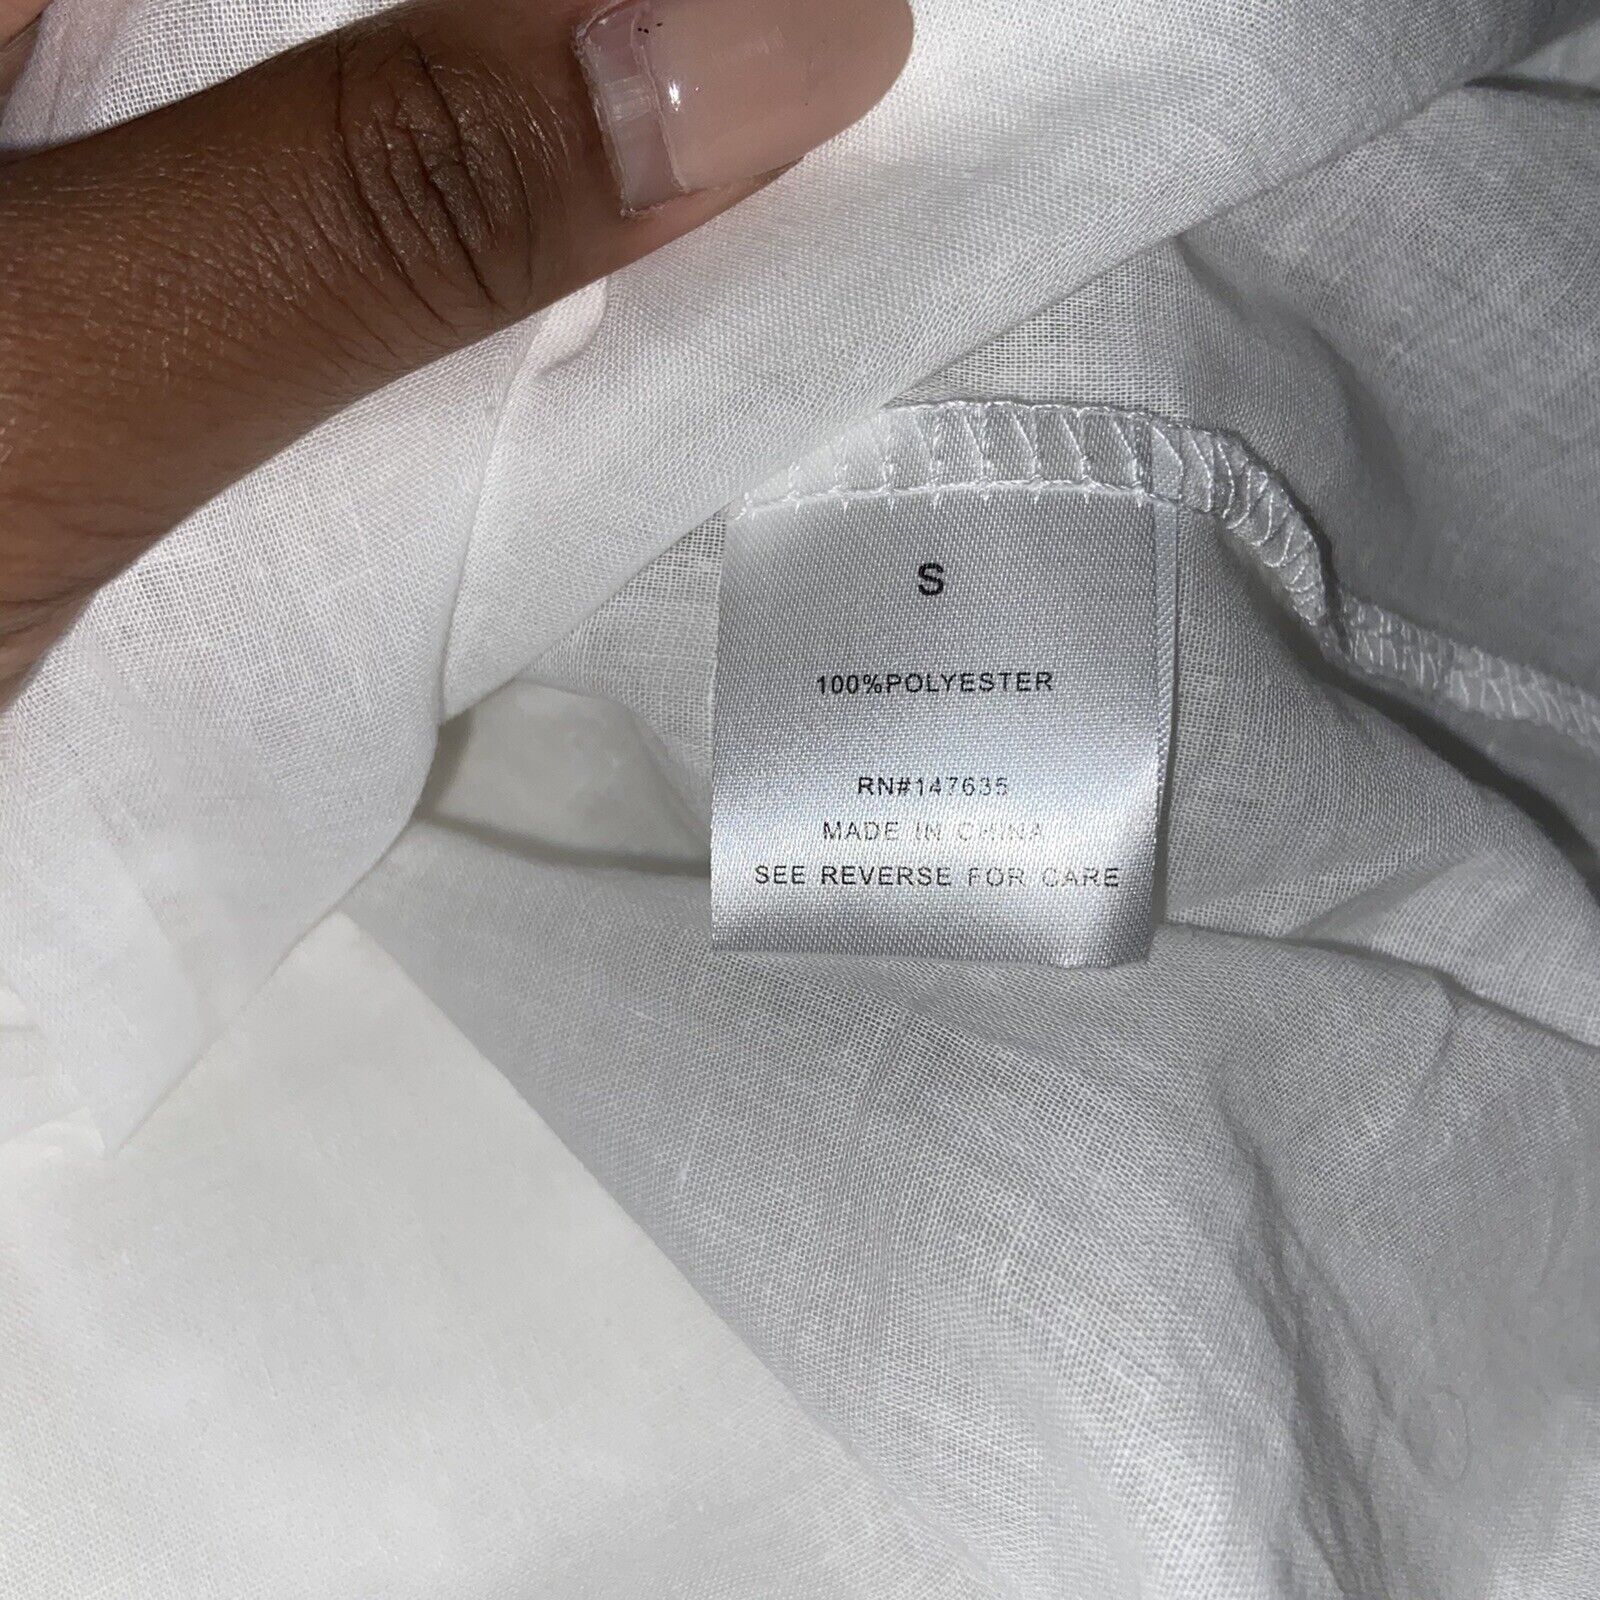 S
100%POLYESTER
RN#147635
MADE IN CHINA
SEE REVERSE FOR CARE